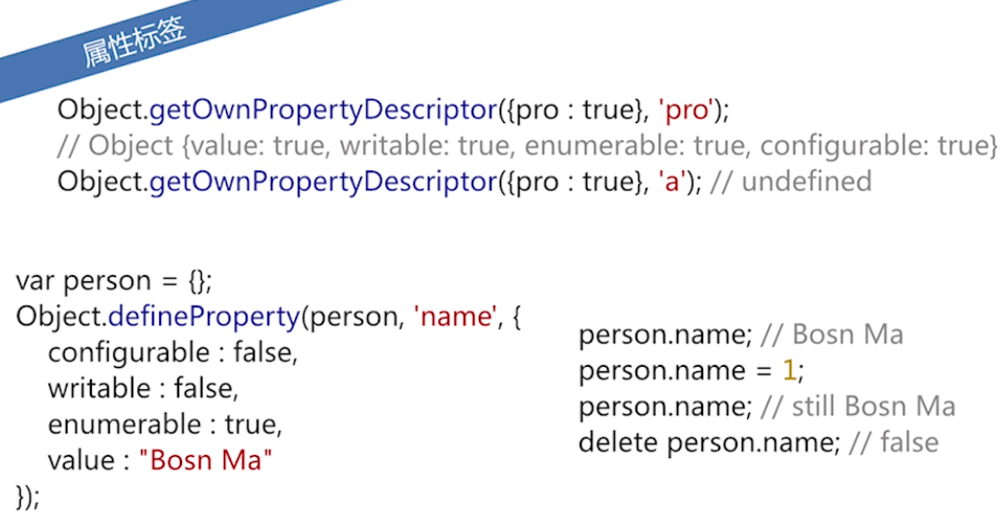 属性标签
Object.getOwnPropertyDescriptor({pro : true}, 'pro');
// Object {value: true, writable: true, enumerable: true, configurable: true}
Object.getOwnPropertyDescriptor({pro : true}, 'a'); // undefined
var person = {};
Object.defineProperty(person, 'name', {
configurable : false,
writable : false,
enumerable : true,
value : "Bosn Ma"
});
person.name; // Bosn Ma
person.name = 1;
person.name; // still Bosn Ma
delete person.name; // false